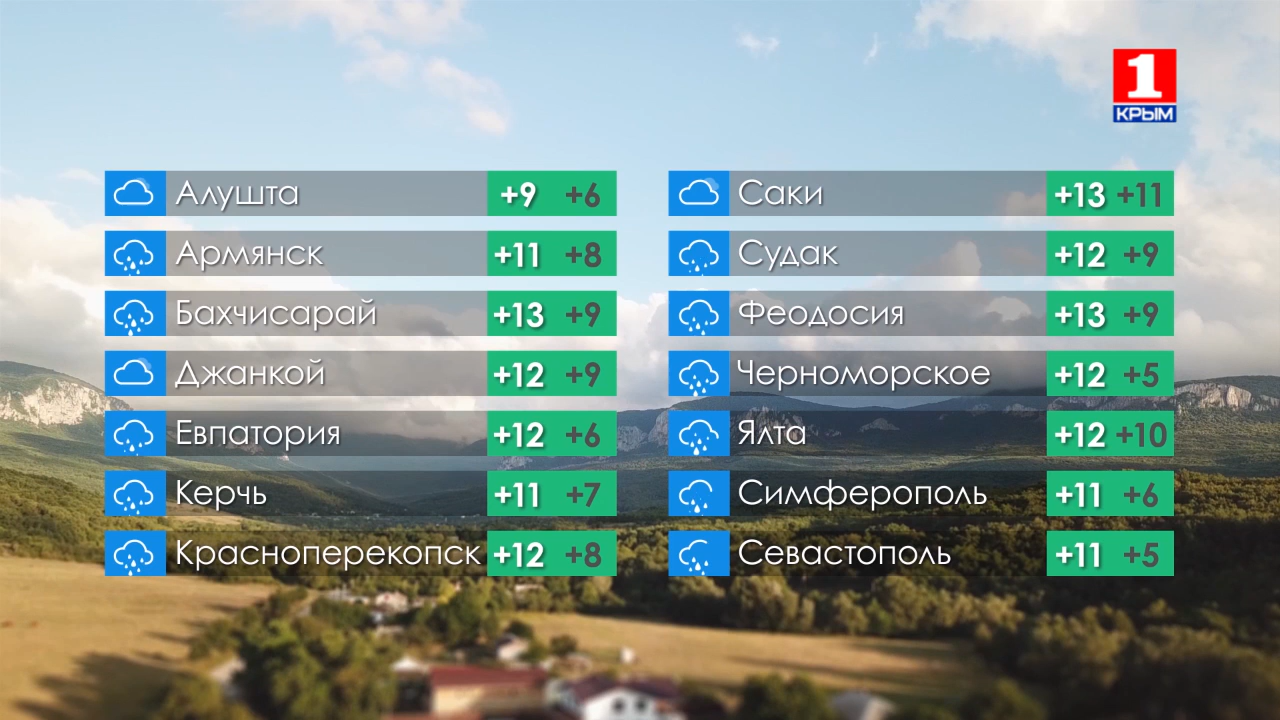 1
КРЫМ
Алушта +9 +6
Армянск +11 +8
Бахчисарай +13 +9
Джанкой +12 +9
Евпатория +12 +6
Керчь +11 +7
Красноперекопск +12 +8
Саки +13 +11
Судак +12 +9
Феодосия +13 +9
Черноморское +12 +5
Ялта +12 +10
Симферополь +11 +6
Севастополь +11 +5